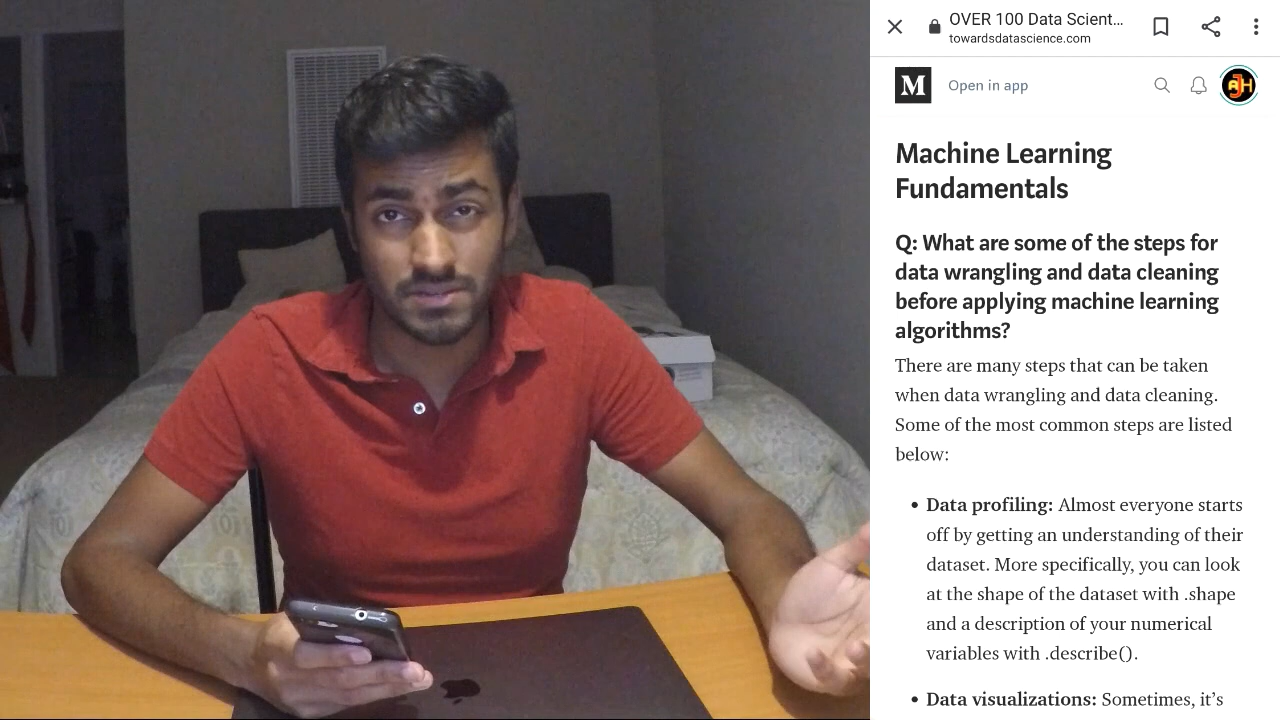 OVER 100 Data Scient...
towardsdatascience.com
M Open in app
AJH
Machine Learning
Fundamentals
Q: What are some of the steps for
data wrangling and data cleaning
before applying machine learning
algorithms?
There are many steps that can be taken
when data wrangling and data cleaning.
Some of the most common steps are listed
below:
• Data profiling: Almost everyone starts
off by getting an understanding of their
dataset. More specifically, you can look
at the shape of the dataset with .shape
and a description of your numerical
variables with .describe().
• Data visualizations: Sometimes, it’s